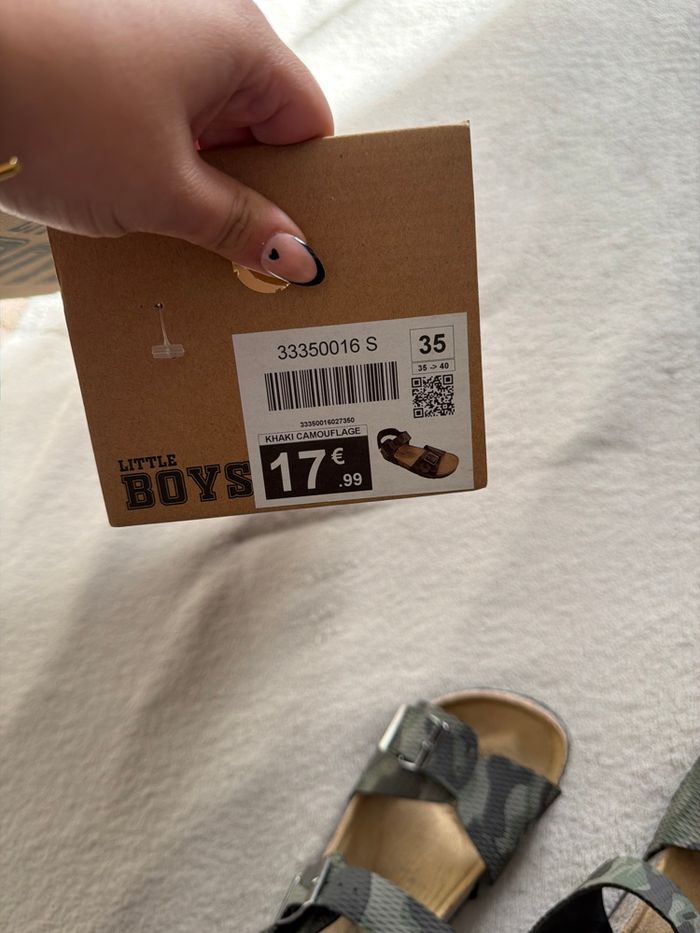 33350016 S
35
35 -> 40
33350016027350
KHAKI CAMOUFLAGE
17€.99
LITTLE
BOYS